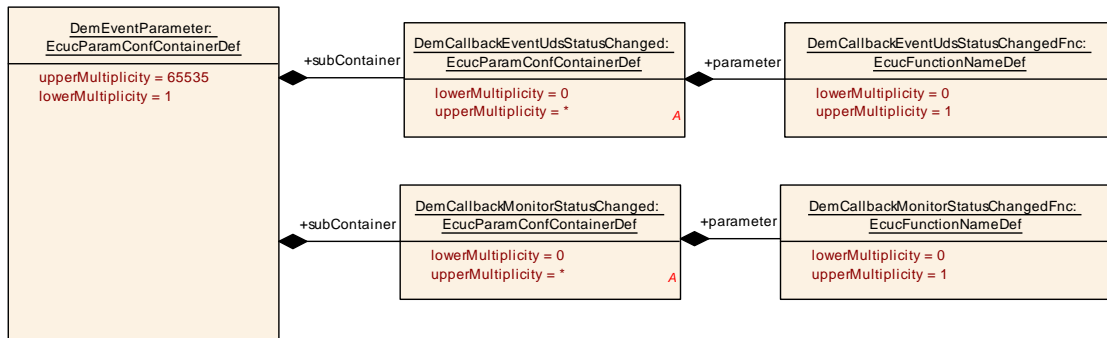 DemEventParameter:
EcucParamConfContainerDef
upperMultiplicity = 65535
lowerMultiplicity = 1
+subContainer
DemCallbackEventUdsStatusChanged:
EcucParamConfContainerDef
lowerMultiplicity = 0
upperMultiplicity = *
A
+parameter
DemCallbackEventUdsStatusChangedFnc:
EcucFunctionNameDef
lowerMultiplicity = 0
upperMultiplicity = 1
+subContainer
DemCallbackMonitorStatusChanged:
EcucParamConfContainerDef
lowerMultiplicity = 0
upperMultiplicity = *
A
+parameter
DemCallbackMonitorStatusChangedFnc:
EcucFunctionNameDef
lowerMultiplicity = 0
upperMultiplicity = 1